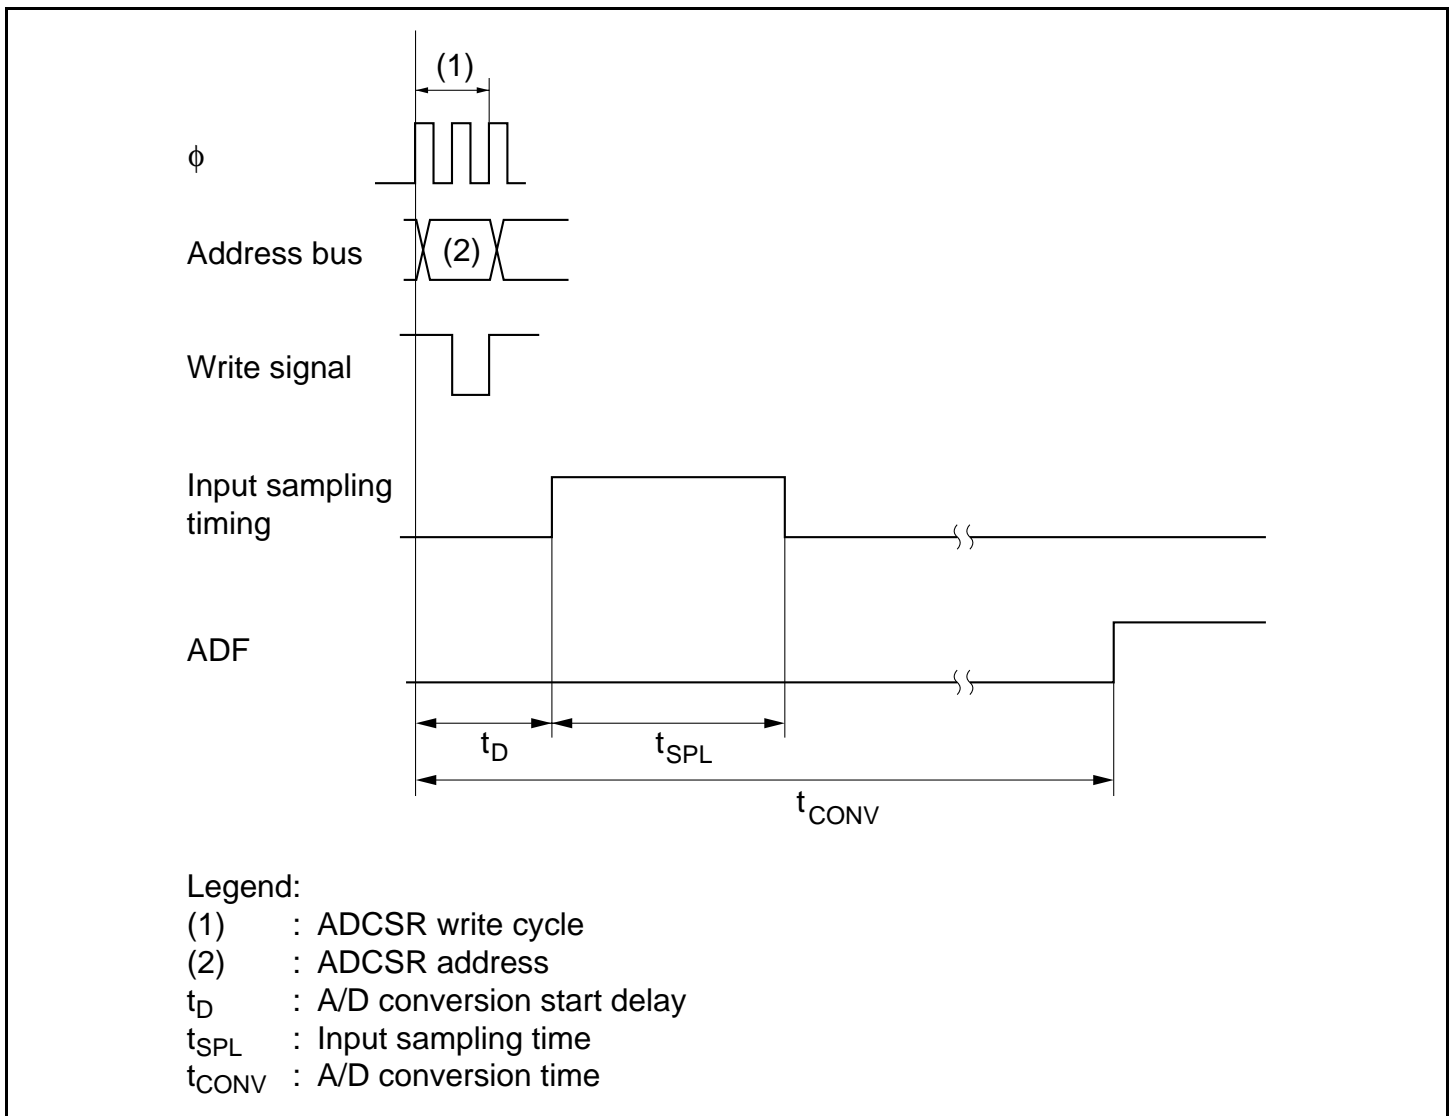 (1)
ϕ
Address bus
(2)
Write signal
Input sampling
timing
ADF
tD
tSPL
tCONV
Legend:
(1) : ADCSR write cycle
(2) : ADCSR address
tD : A/D conversion start delay
tSPL : Input sampling time
tCONV : A/D conversion time